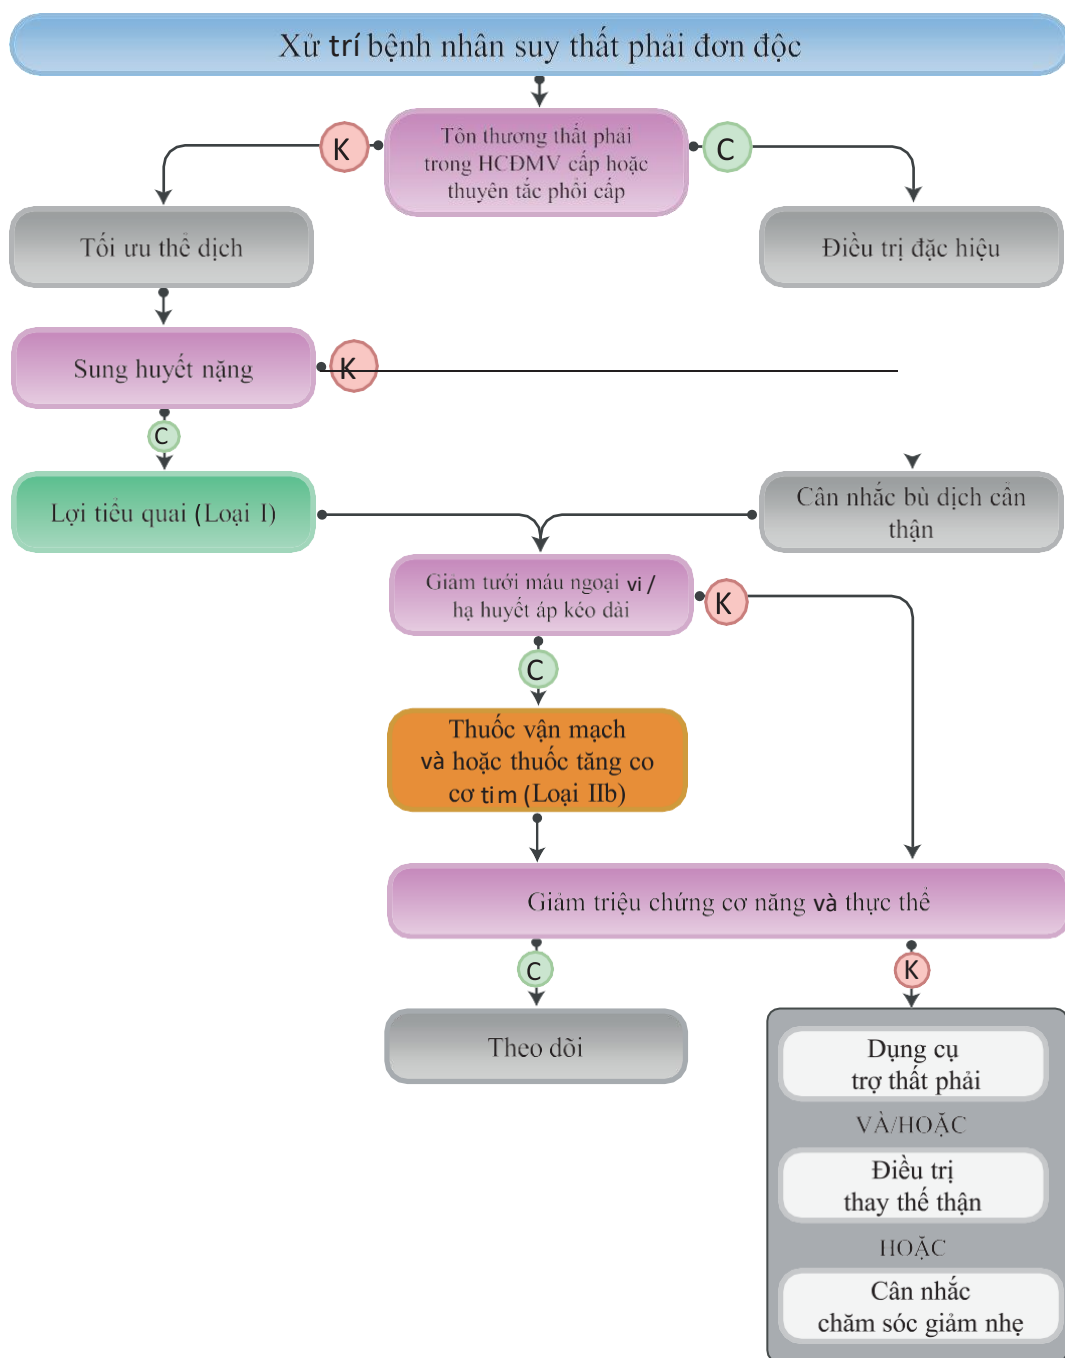 Xử trí bệnh nhân suy thất phải đơn độc
K
Tôn thương thất phải
trong HCĐMV cấp hoặc
thuyên tắc phổi cấp
C
Tối ưu thể dịch
Điều trị đặc hiệu
Sung huyết nặng
K
C
Lợi tiểu quai (Loại I)
Cân nhắc bù dịch cẩn
thận
Giảm tưới máu ngoại vi /
hạ huyết áp kéo dài
K
C
Thuốc vận mạch
và hoặc thuốc tăng co
cơ tim (Loại IIb)
Giảm triệu chứng cơ năng và thực thể
C
K
Theo dõi
Dụng cụ
trợ thất phải
VÀ/HOẶC
Điều trị
thay thế thận
HOẶC
Cân nhắc
chăm sóc giảm nhẹ